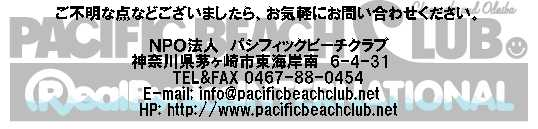 ご不明な点などございましたら、お気軽にお問い合わせください。
PACIFIC BEACH CLUB.
NPO法人 パシフィックビーチクラブ
神奈川県茅ヶ崎市東海岸南 6-4-31
TEL&FAX 0467-88-0454
E-mail: info@pacificbeachclub.net
HP: http://www.pacificbeachclub.net